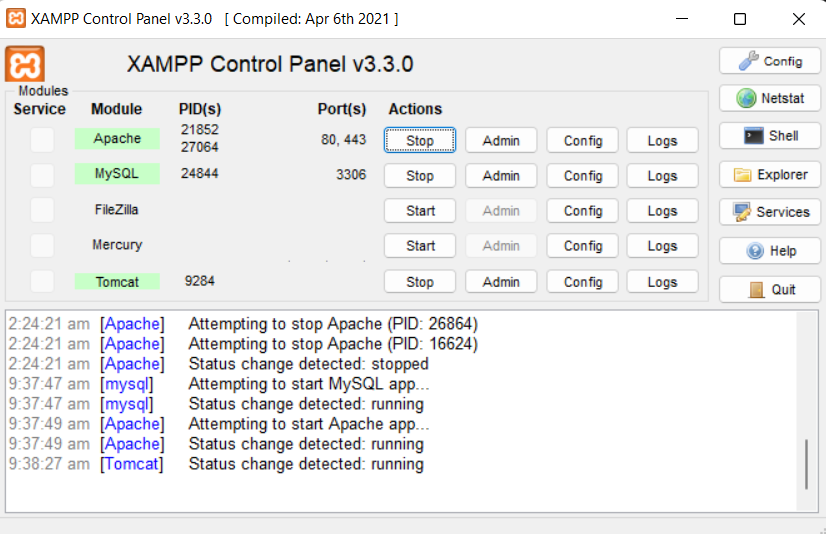 XAMPP Control Panel v3.3.0 [ Compiled: Apr 6th 2021 ]
XAMPP Control Panel v3.3.0
Config
Modules
Service Module PID(s) Port(s) Actions
Netstat
Apache 21852 27064 80, 443 Stop Admin Config Logs
Shell
MySQL 24844 3306 Stop Admin Config Logs
Explorer
FileZilla Start Admin Config Logs
Services
Mercury Start Admin Config Logs
Help
Tomcat 9284 Stop Admin Config Logs
Quit
2:24:21 am [Apache] Attempting to stop Apache (PID: 26864)
2:24:21 am [Apache] Attempting to stop Apache (PID: 16624)
2:24:21 am [Apache] Status change detected: stopped
9:37:47 am [mysql] Attempting to start MySQL app...
9:37:47 am [mysql] Status change detected: running
9:37:49 am [Apache] Attempting to start Apache app...
9:37:49 am [Apache] Status change detected: running
9:38:27 am [Tomcat] Status change detected: running